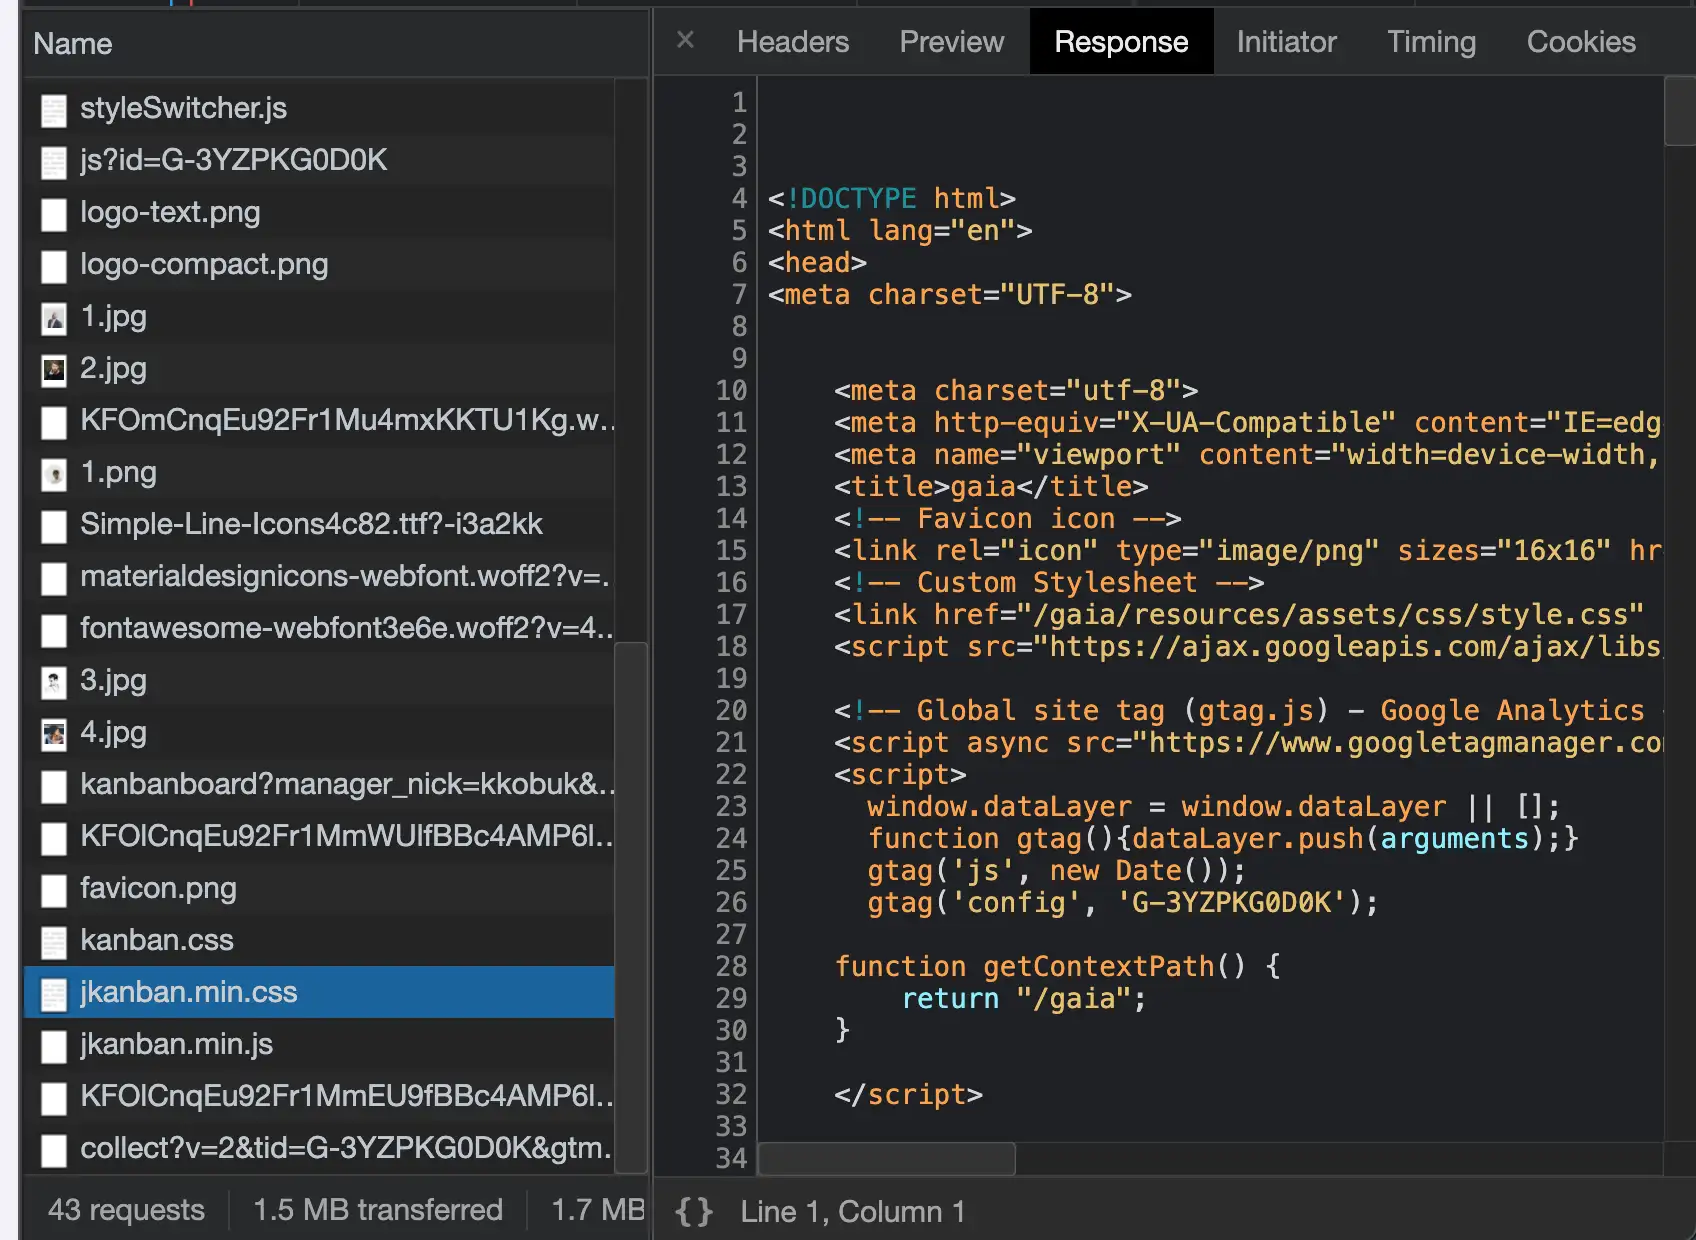 Name
styleSwitcher.js
js?id=G-3YZPKG0D0K
logo-text.png
logo-compact.png
1.jpg
2.jpg
KFOmCnqEu92Fr1Mu4mxKKTU1Kg.w..
1.png
Simple-Line-Icons4c82.ttf?-i3a2kk
materialdesignicons-webfont.woff2?v=.
fontawesome-webfont3e6e.woff2?v=4..
3.jpg
4.jpg
kanbanboard?manager_nick=kkobuk&..
KFOlCnqEu92Fr1MmWUlfBBc4AMP6l..
favicon.png
kanban.css
jkanban.min.css
jkanban.min.js
KFOlCnqEu92Fr1MmEU9fBBc4AMP6l..
collect?v=2&tid=G-3YZPKG0D0K&gtm.
43 requests 1.5 MB transferred 1.7 MB
× Headers Preview Response Initiator Timing Cookies
1
2
3
4 <!DOCTYPE html>
5 <html lang="en">
6 <head>
7 <meta charset="UTF-8">
8
9
10 <meta charset="utf-8">
11 <meta http-equiv="X-UA-Compatible" content="IE=edg
12 <meta name="viewport" content="width=device-width,
13 <title>gaia</title>
14 <!-- Favicon icon -->
15 <link rel="icon" type="image/png" sizes="16x16" hr
16 <!-- Custom Stylesheet -->
17 <link href="/gaia/resources/assets/css/style.css"
18 <script src="https://ajax.googleapis.com/ajax/libs
19
20 <!-- Global site tag (gtag.js) - Google Analytics
21 <script async src="https://www.googletagmanager.co
22 <script>
23 window.dataLayer = window.dataLayer || [];
24 function gtag(){dataLayer.push(arguments);}
25 gtag('js', new Date());
26 gtag('config', 'G-3YZPKG0D0K');
27
28 function getContextPath() {
29 return "/gaia";
30 }
31
32 </script>
33
34
{} Line 1, Column 1